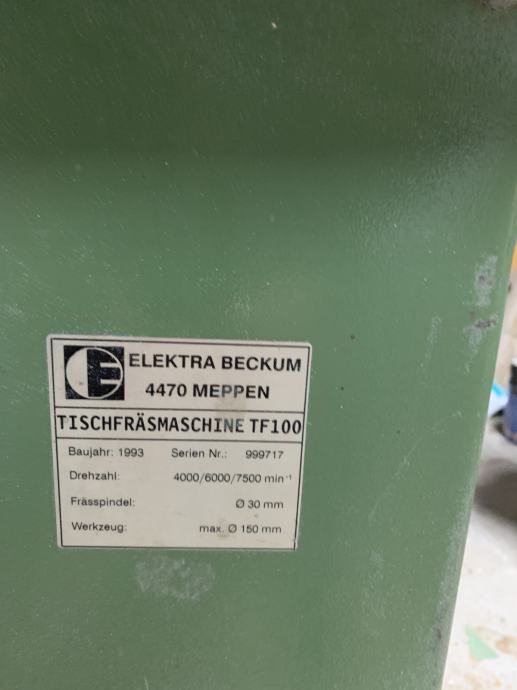 E ELEKTRA BECKUM
4470 MEPPEN
TISCHFRÄSMASCHINE TF100
Baujahr: 1993 Serien Nr.: 999717
Drehzahl: 4000/6000/7500 min⁻¹
Frässpindel: Ø 30 mm
Werkzeug: max. Ø 150 mm